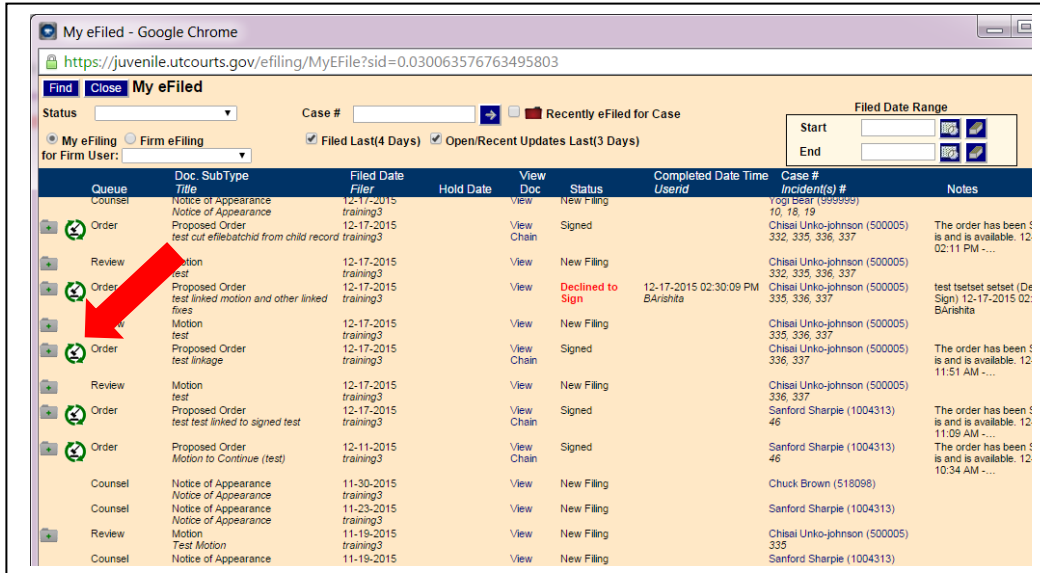 My eFiled - Google Chrome
https://juvenile.utcourts.gov/efiling/MyEFile?sid=0.030063576763495803
Find Close My eFiled
Status Case # Recently eFiled for Case Filed Date Range
Start
My eFiling Firm eFiling Filed Last(4 Days) Open/Recent Updates Last(3 Days)
End
for Firm User:
Doc. SubType Filed Date View Completed Date Time Case #
Queue Title Filer Hold Date Doc Status Userid Incident(s) # Notes
Counsel Notice of Appearance 12-17-2015 View New Filing Yogi Bear (999999)
Notice of Appearance training3 10, 18, 19
Order Proposed Order 12-17-2015 View Signed Chisai Unko-johnson (500005) The order has been S
test cut efilebatchid from child record training3 Chain 332, 335, 336, 337 is and is available. 12-
02:11 PM -...
Review Motion 12-17-2015 View New Filing Chisai Unko-johnson (500005)
test training3 332, 335, 336, 337
Order Proposed Order 12-17-2015 View Declined to 12-17-2015 02:30:09 PM Chisai Unko-johnson (500005) test tsetset setset (De
test linked motion and other linked training3 Sign BArishita 335, 336, 337 Sign) 12-17-2015 02:
fixes BArishita
Motion 12-17-2015 View New Filing Chisai Unko-johnson (500005)
test training3 335, 336, 337
Order Proposed Order 12-17-2015 View Signed Chisai Unko-johnson (500005) The order has been S
test linkage training3 Chain 336, 337 is and is available. 12-
11:51 AM -...
Review Motion 12-17-2015 View New Filing Chisai Unko-johnson (500005)
test training3 336, 337
Order Proposed Order 12-17-2015 View Signed Sanford Sharpie (1004313) The order has been S
test test linked to signed test training3 Chain 46 is and is available. 12-
11:09 AM -...
Order Proposed Order 12-11-2015 View Signed Sanford Sharpie (1004313) The order has been S
Motion to Continue (test) training3 Chain 46 is and is available. 12-
10:34 AM -...
Counsel Notice of Appearance 11-30-2015 View New Filing Chuck Brown (518098)
Notice of Appearance training3
Counsel Notice of Appearance 11-23-2015 View New Filing Sanford Sharpie (1004313)
Notice of Appearance training3
Review Motion 11-19-2015 View New Filing Chisai Unko-johnson (500005)
Test Motion training3 335
Counsel Notice of Appearance 11-19-2015 View New Filing Sanford Sharpie (1004313)